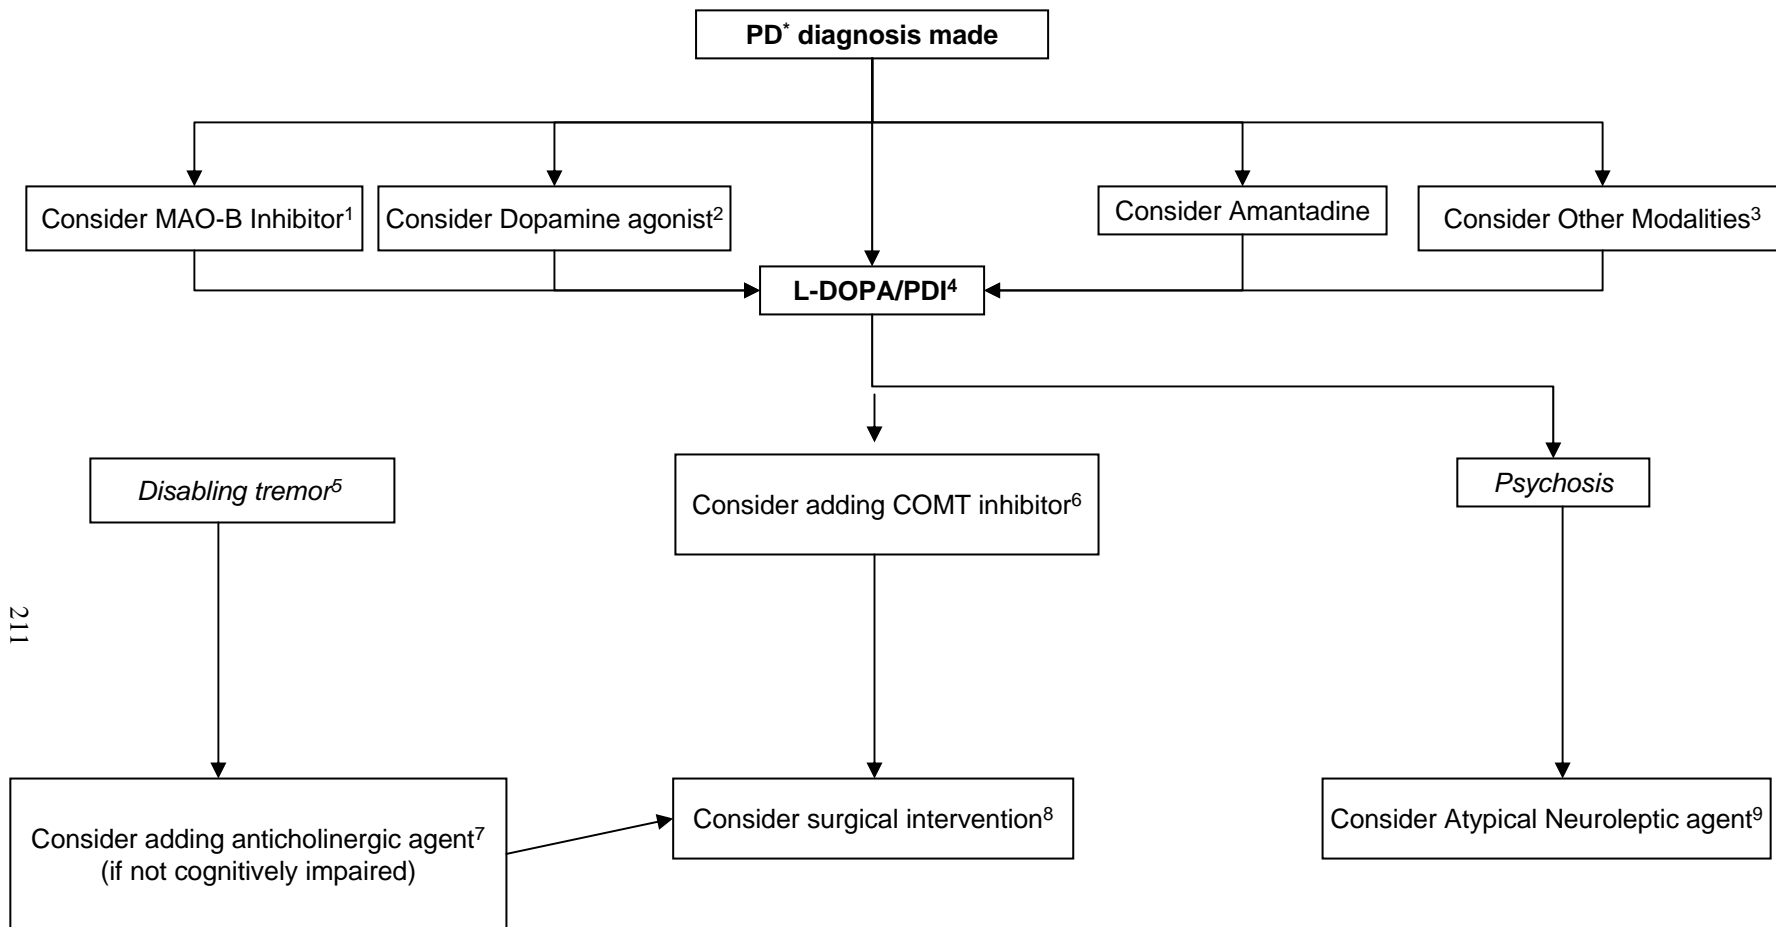 PD* diagnosis made
Consider MAO-B Inhibitor¹
Consider Dopamine agonist²
Consider Amantadine
Consider Other Modalities³
L-DOPA/PDI⁴
Disabling tremor⁵
Consider adding COMT inhibitor⁶
Psychosis
211
Consider adding anticholinergic agent⁷
(if not cognitively impaired)
Consider surgical intervention⁸
Consider Atypical Neuroleptic agent⁹